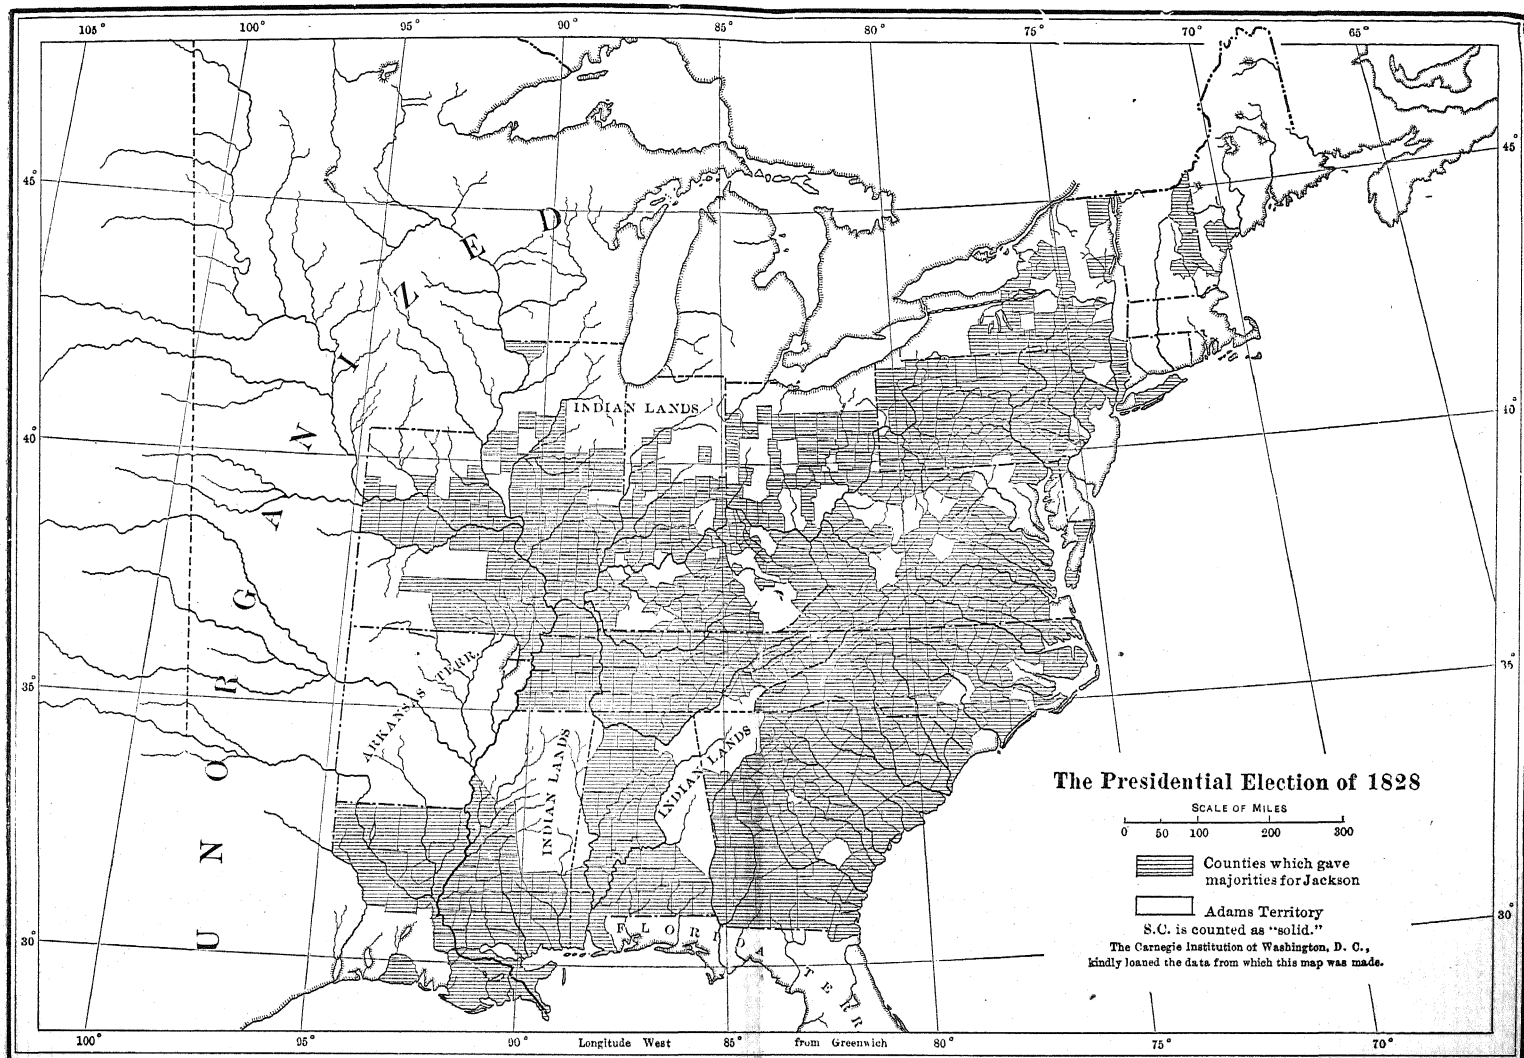 105° 100° 95° 90° 85° 80° 75° 70° 65°
45°
45
40°
40°
35°
35°
30°
30°
UNORGANIZED
INDIAN LANDS
ARKANSAS TERR.
INDIAN LANDS
INDIAN LANDS
FLORIDA TERR
The Presidential Election of 1828
SCALE OF MILES
0 50 100 200 300
Counties which gave
majorities for Jackson
Adams Territory
S.C. is counted as "solid."
The Carnegie Institution of Washington, D. C.,
kindly loaned the data from which this map was made.
100° 95° 90° Longitude West 85° from Greenwich 80° 75° 70°